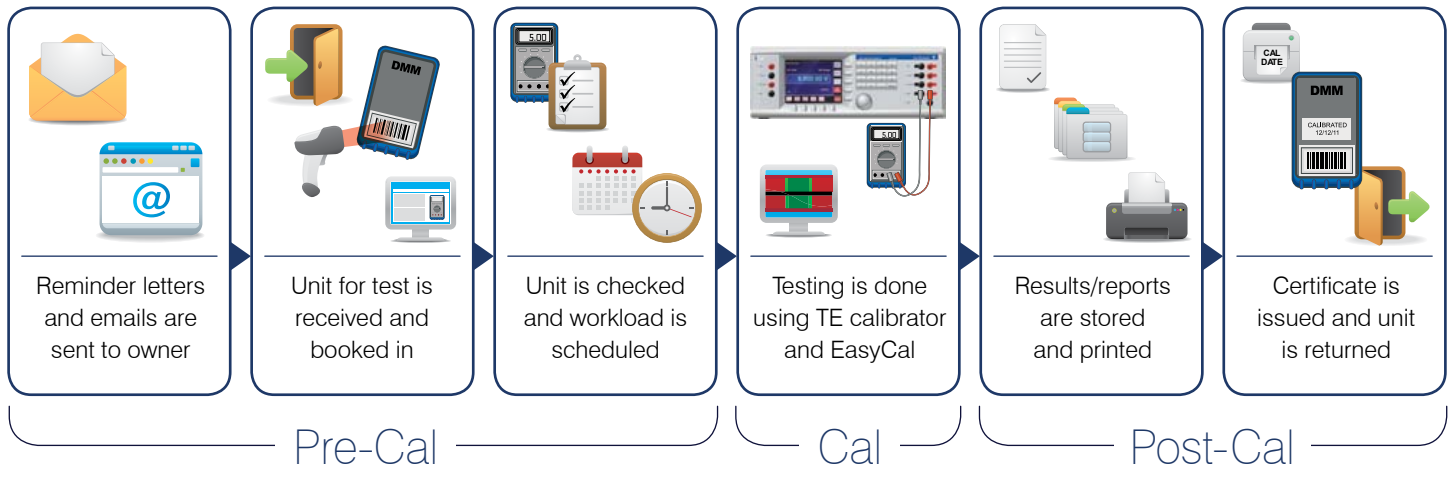 DMM
5.00
5.00
@
CAL
DATE
DMM
CALIBRATED
12/12/11
Reminder letters
and emails are
sent to owner
Unit for test is
received and
booked in
Unit is checked
and workload is
scheduled
Testing is done
using TE calibrator
and EasyCal
Results/reports
are stored
and printed
Certificate is
issued and unit
is returned
Pre-Cal
Cal
Post-Cal